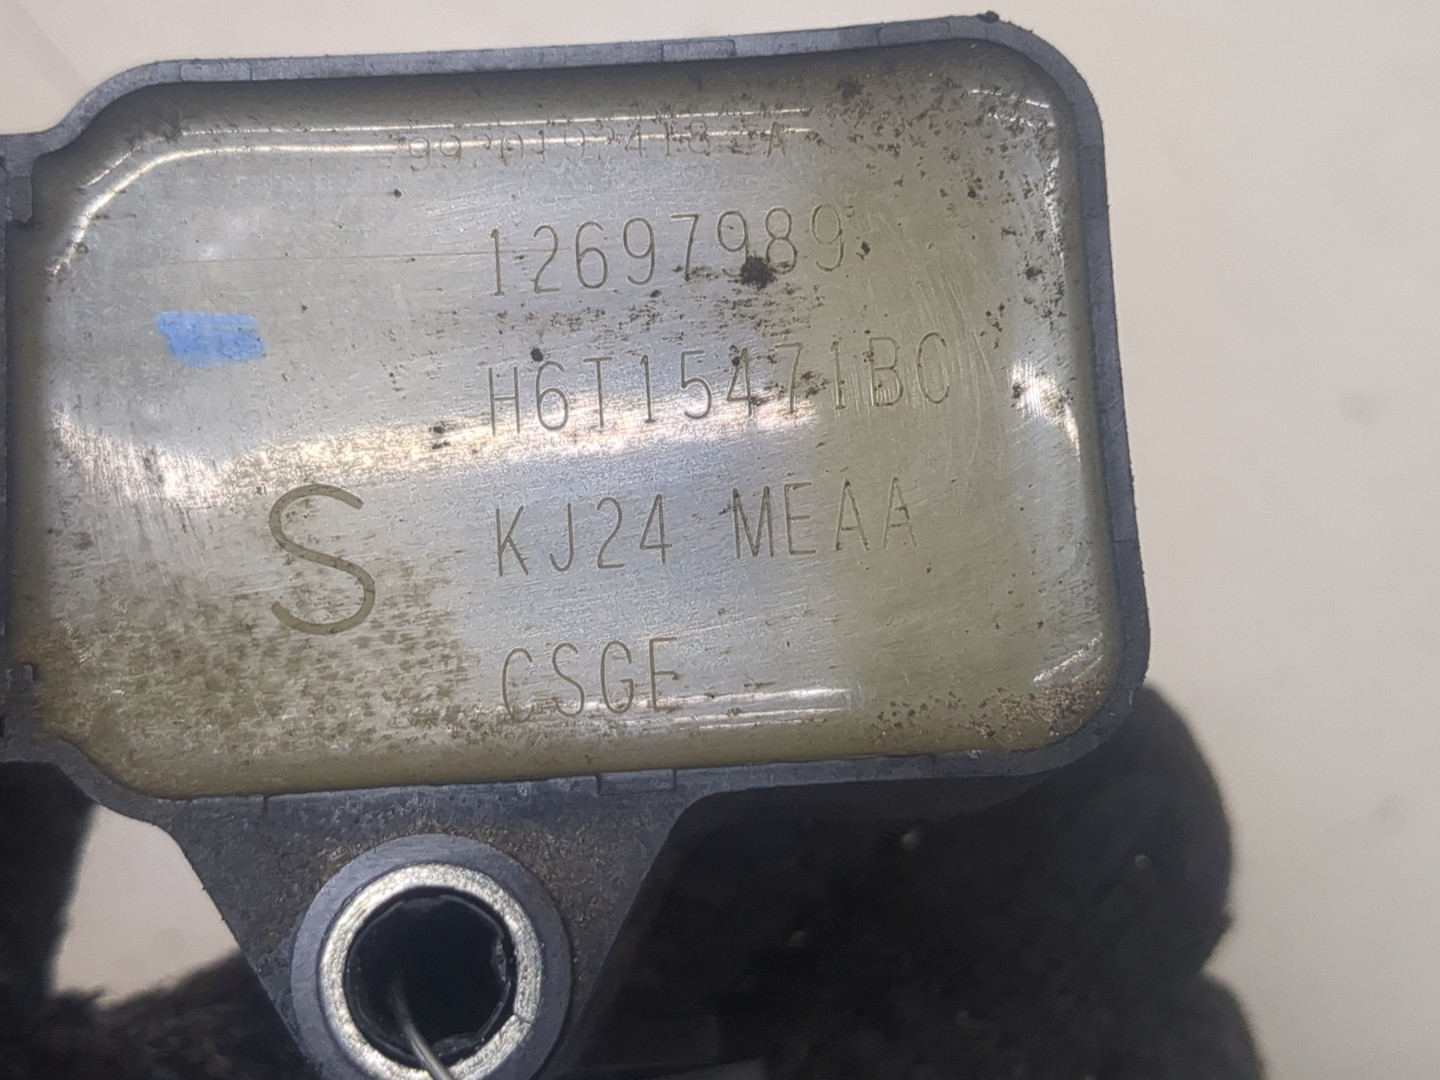 12697989
H6T15471BC
S
KJ24 MEAA
CSGE